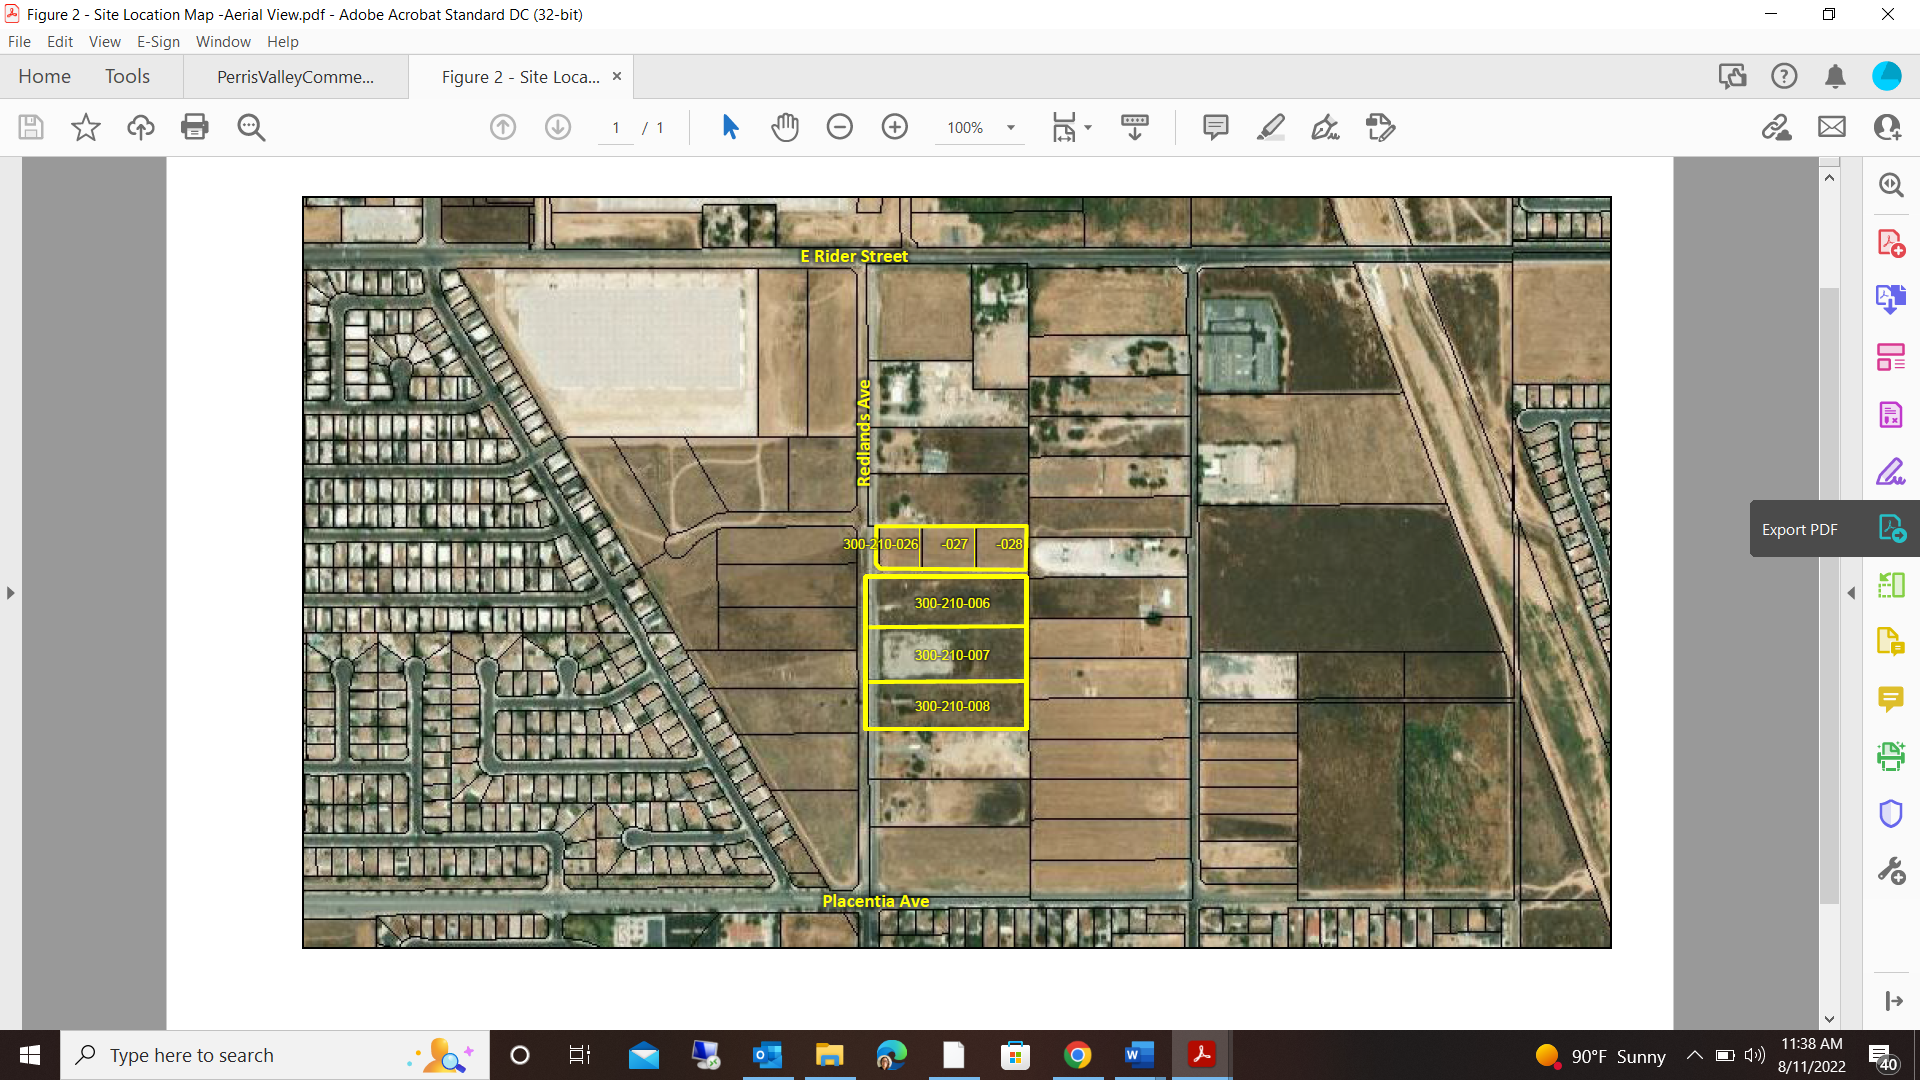 Figure 2 - Site Location Map -Aerial View.pdf - Adobe Acrobat Standard DC (32-bit)
File Edit View E-Sign Window Help
Home Tools PerrisValleyComme... Figure 2 - Site Loca... ×
1 / 1 100%
E Rider Street
Redlands Ave
300-210-026 -027 -028
Export PDF
300-210-006
300-210-007
300-210-008
Placentia Ave
Type here to search
90°F Sunny
11:38 AM
8/11/2022
40